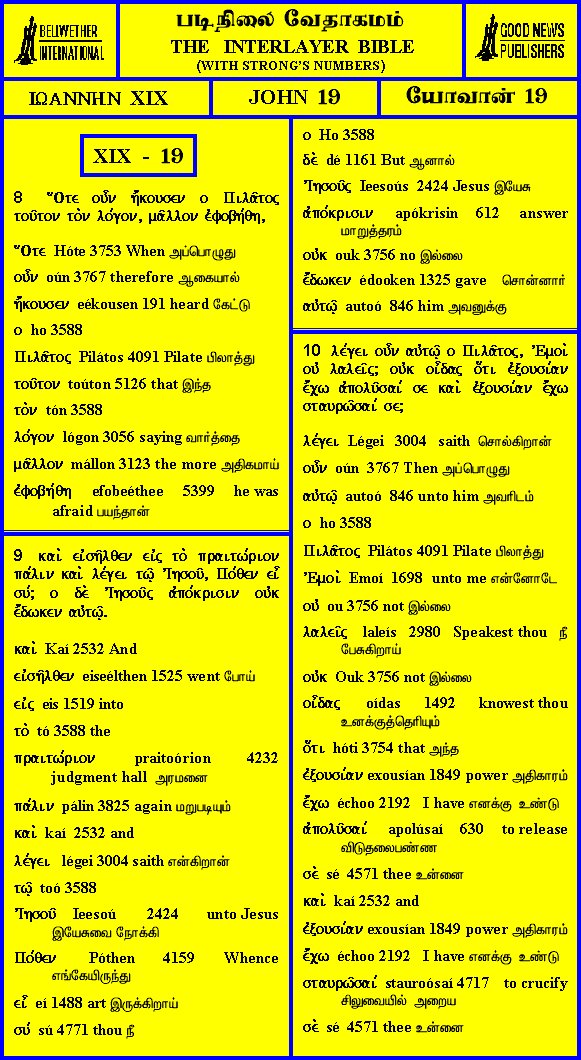 BELLWETHER
INTERNATIONAL
படிநிலை வேதாகமம்
THE INTERLAYER BIBLE
(WITH STRONG'S NUMBERS)
GOOD NEWS
PUBLISHERS
ΙΩΑΝΝΗΝ XIX
JOHN 19
யோவான் 19
XIX - 19
8 Ὅτε οὖν ἤκουσεν ο Πιλᾶτος
τοῦτον τὸν λόγον, μᾶλλον ἐφοβήθη,
Ὅτε Hóte 3753 When அப்பொழுது
οὖν oún 3767 therefore ஆகையால்
ἤκουσεν eékousen 191 heard கேட்டு
ο ho 3588
Πιλᾶτος Pilátos 4091 Pilate பிலாத்து
τοῦτον toúton 5126 that இந்த
τὸν tón 3588
λόγον lógon 3056 saying வார்த்தை
μᾶλλον mállon 3123 the more அதிகமாய்
ἐφοβήθη efobeéthee 5399 he was
afraid பயந்தான்
9 καὶ εἰσῆλθεν εἰς τὸ πραιτώριον
πάλιν καὶ λέγει τῷ Ἰησοῦ, Πόθεν εἶ
σύ; ο δὲ Ἰησοῦς ἀπόκρισιν οὐκ
ἔδωκεν αὐτῷ.
καὶ Kaí 2532 And
εἰσῆλθεν eiseélthen 1525 went போய்
εἰς eis 1519 into
τὸ tó 3588 the
πραιτώριον praitoórion 4232
judgment hall அரமனை
πάλιν pálin 3825 again மறுபடியும்
καὶ kaí 2532 and
λέγει légei 3004 saith என்கிறான்
τῷ toó 3588
Ἰησοῦ Ieesoú 2424 unto Jesus
இயேசுவை நோக்கி
Πόθεν Póthen 4159 Whence
எங்கேயிருந்து
εἶ eí 1488 art இருக்கிறாய்
σύ sú 4771 thou நீ
ο Ho 3588
δὲ dé 1161 But ஆனால்
Ἰησοῦς Ieesoús 2424 Jesus இயேசு
ἀπόκρισιν apókrisin 612 answer
மாறுத்தரம்
οὐκ ouk 3756 no இல்லை
ἔδωκεν édooken 1325 gave சொன்னார்
αὐτῷ autoó 846 him அவனுக்கு
10 λέγει οὖν αὐτῷ ο Πιλᾶτος, Ἐμοὶ
οὐ λαλεῖς; οὐκ οἶδας ὅτι ἐξουσίαν
ἔχω ἀπολῦσαί σε καὶ ἐξουσίαν ἔχω
σταυρῶσαί σε;
λέγει Légei 3004 saith சொல்கிறான்
οὖν oún 3767 Then அப்பொழுது
αὐτῷ autoó 846 unto him அவரிடம்
ο ho 3588
Πιλᾶτος Pilátos 4091 Pilate பிலாத்து
Ἐμοὶ Emoí 1698 unto me என்னோடே
οὐ ou 3756 not இல்லை
λαλεῖς laleís 2980 Speakest thou நீ
பேசுகிறாய்
οὐκ Ouk 3756 not இல்லை
οἶδας oídas 1492 knowest thou
உனக்குத்தெரியும்
ὅτι hóti 3754 that அந்த
ἐξουσίαν exousían 1849 power அதிகாரம்
ἔχω échoo 2192 I have எனக்கு உண்டு
ἀπολῦσαί apolúsaí 630 to release
விடுதலைபண்ண
σὲ sé 4571 thee உன்னை
καὶ kaí 2532 and
ἐξουσίαν exousían 1849 power அதிகாரம்
ἔχω échoo 2192 I have எனக்கு உண்டு
σταυρῶσαί stauroósaí 4717 to crucify
சிலுவையில் அறைய
σὲ sé 4571 thee உன்னை